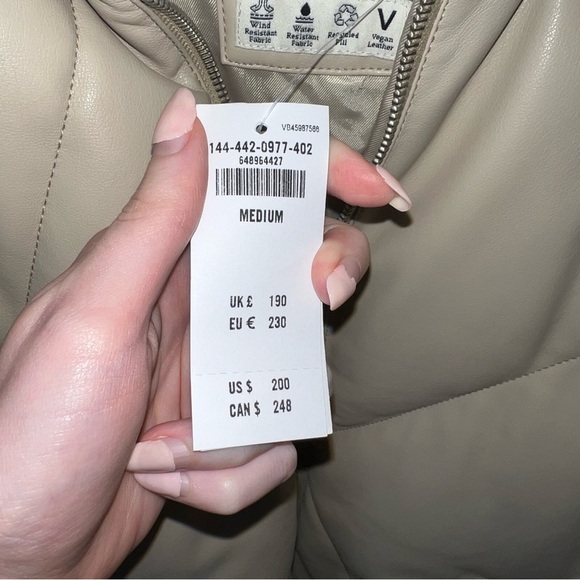 Wind Resistant Fabric
Water Resistant Fabric
Recycled Fill
V Vegan Leather
VB45987586
144-442-0977-402
648964427
MEDIUM
UK £ 190
EU € 230
US $ 200
CAN $ 248